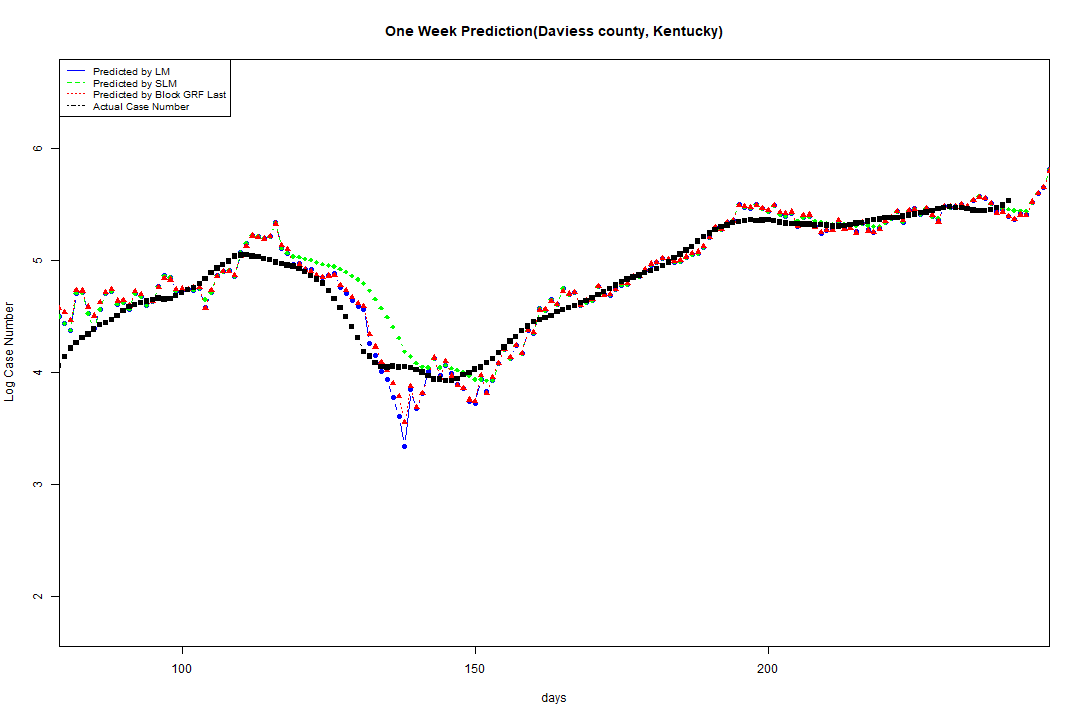 One Week Prediction(Daviess county, Kentucky)
Predicted by LM
Predicted by SLM
Predicted by Block GRF Last
Actual Case Number
6
5
4
3
2
Log Case Number
100 150 200
days